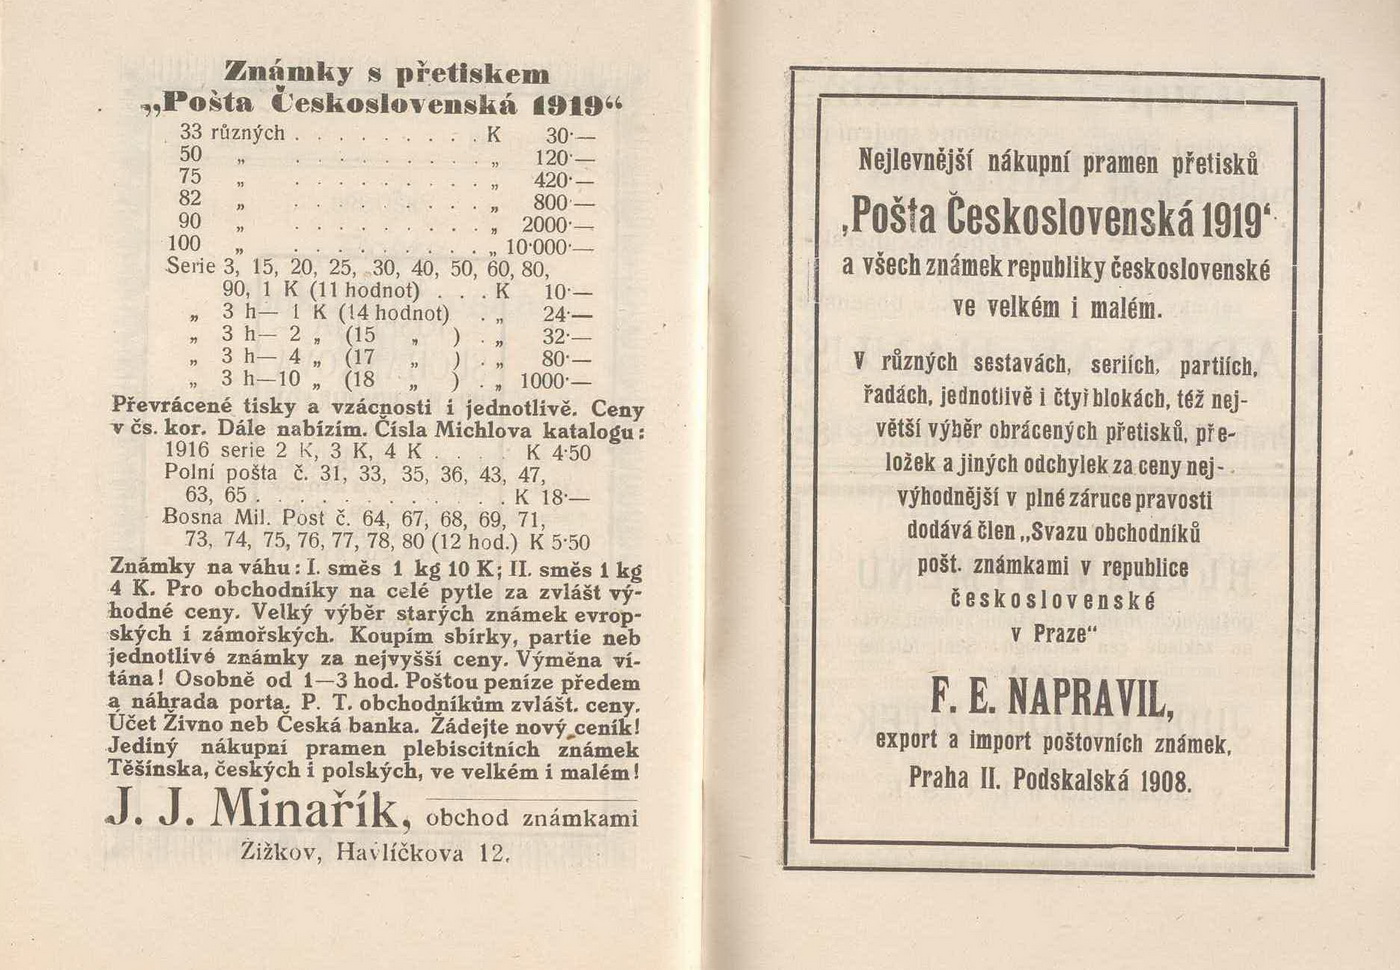 Známky s přetiskem
„Pošta Československá 1919“
33 různých . . . . . . . . . K 30·—
50 „ . . . . . . . . . „ 120·—
75 „ . . . . . . . . . „ 420·—
82 „ . . . . . . . . . „ 800·—
90 „ . . . . . . . . . „ 2000·—
100 „ . . . . . . . . . „ 10·000·—
Serie 3, 15, 20, 25, 30, 40, 50, 60, 80,
90, 1 K (11 hodnot) . . . K 10·—
„ 3 h— 1 K (14 hodnot) . „ 24·—
„ 3 h— 2 „ (15 „ ) . „ 32·—
„ 3 h— 4 „ (17 „ ) . „ 80·—
„ 3 h—10 „ (18 „ ) . „ 1000·—
Převrácené tisky a vzácnosti i jednotlivě. Ceny
v čs. kor. Dále nabízím. Čísla Michlova katalogu:
1916 serie 2 K, 3 K, 4 K . . . . K 4·50
Polní pošta č. 31, 33, 35, 36, 43, 47,
63, 65 . . . . . . . . . . . . K 18·—
Bosna Mil. Post č. 64, 67, 68, 69, 71,
73, 74, 75, 76, 77, 78, 80 (12 hod.) K 5·50
Známky na váhu: I. směs 1 kg 10 K; II. směs 1 kg
4 K. Pro obchodníky na celé pytle za zvlášt vý-
hodné ceny. Velký výběr starých známek evrop-
ských i zámořských. Koupím sbírky, partie neb
jednotlivé známky za nejvyšší ceny. Výměna ví-
tána! Osobně od 1—3 hod. Poštou peníze předem
a náhrada porta. P. T. obchodníkům zvlášt. ceny.
Účet Živno neb Česká banka. Žádejte nový ceník!
Jediný nákupní pramen plebiscitních známek
Těšínska, českých i polských, ve velkém i malém!
J. J. Minařík, obchod známkami
Žižkov, Havlíčkova 12.
Nejlevnější nákupní pramen přetisků
‚Pošta Československá 1919‘
a všech známek republiky československé
ve velkém i malém.
V různých sestavách, seriích, partiích,
řadách, jednotlivě i čtyřblokách, též nej-
větší výběr obrácených přetisků, pře-
ložek a jiných odchylek za ceny nej-
výhodnější v plné záruce pravosti
dodává člen „Svazu obchodníků
pošt. známkami v republice
československé
v Praze“
F. E. NAPRAVIL,
export a import poštovních známek,
Praha II. Podskalská 1908.